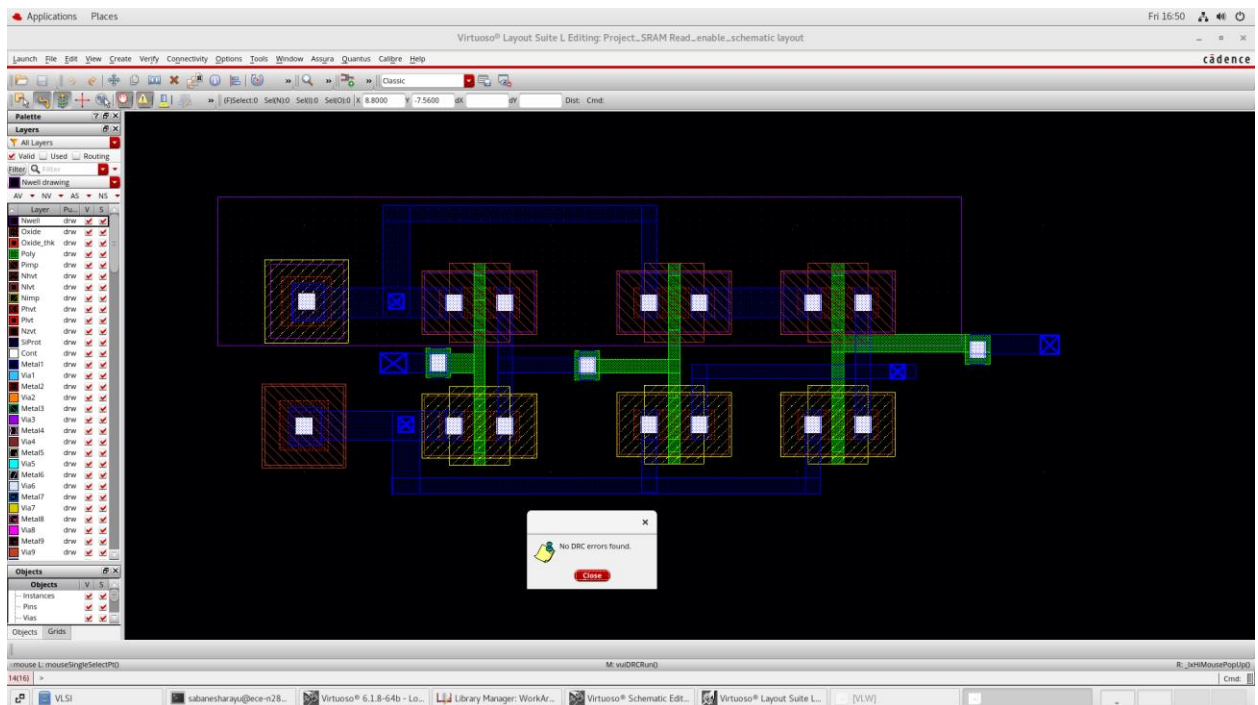 Applications Places Fri 16:50
Virtuoso® Layout Suite L Editing: Project_SRAM Read_enable_schematic layout
Launch File Edit View Create Verify Connectivity Options Tools Window Assura Quantus Calibre Help cādence
» » » Classic
» (F)Select:0 Sel(N):0 Sel(I):0 Sel(O):0 X 8.8000 Y -7.5600 dX dY Dist: Cmd:
Palette ?
Layers
All Layers
Valid Used Routing
Filter Filter
Nwell drawing
AV NV AS NS
Layer Pu... V S
Nwell drw
Oxide drw
Oxide_thk drw
Poly drw
Pimp drw
Nhvt drw
Nlvt drw
Nimp drw
Phvt drw
Plvt drw
Nzvt drw
SiProt drw
Cont drw
Metal1 drw
Via1 drw
Metal2 drw
Via2 drw
Metal3 drw
Via3 drw
Metal4 drw
Via4 drw
Metal5 drw
Via5 drw
Metal6 drw
Via6 drw
Metal7 drw
Via7 drw
Metal8 drw
Via8 drw
Metal9 drw
Via9 drw
No DRC errors found.
Close
Objects
Objects V S
Instances
Pins
Vias
Objects Grids
mouse L: mouseSingleSelectPt() M: vuiDRCRun() R: _lxHiMousePopUp()
14(16) > Cmd:
VLSI sabanesharayu@ece-n28... Virtuoso® 6.1.8-64b - Lo... Library Manager: WorkAr... Virtuoso® Schematic Edit... Virtuoso® Layout Suite L... [VLW]